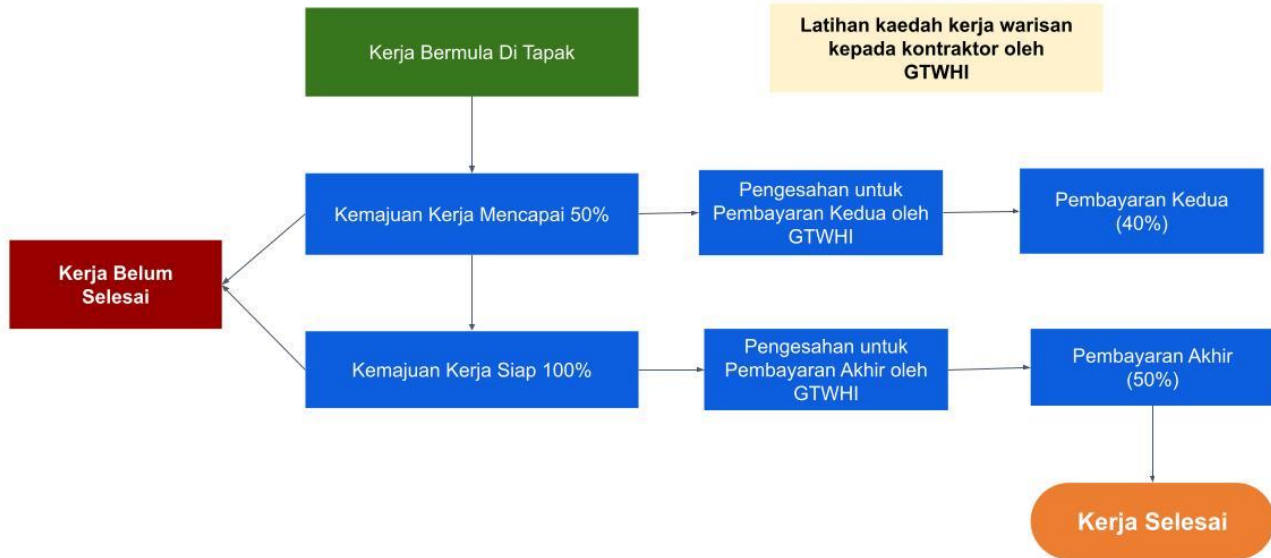 Kerja Bermula Di Tapak
Latihan kaedah kerja warisan
kepada kontraktor oleh
GTWHI
Kemajuan Kerja Mencapai 50%
Pengesahan untuk
Pembayaran Kedua oleh
GTWHI
Pembayaran Kedua
(40%)
Kerja Belum
Selesai
Kemajuan Kerja Siap 100%
Pengesahan untuk
Pembayaran Akhir oleh
GTWHI
Pembayaran Akhir
(50%)
Kerja Selesai